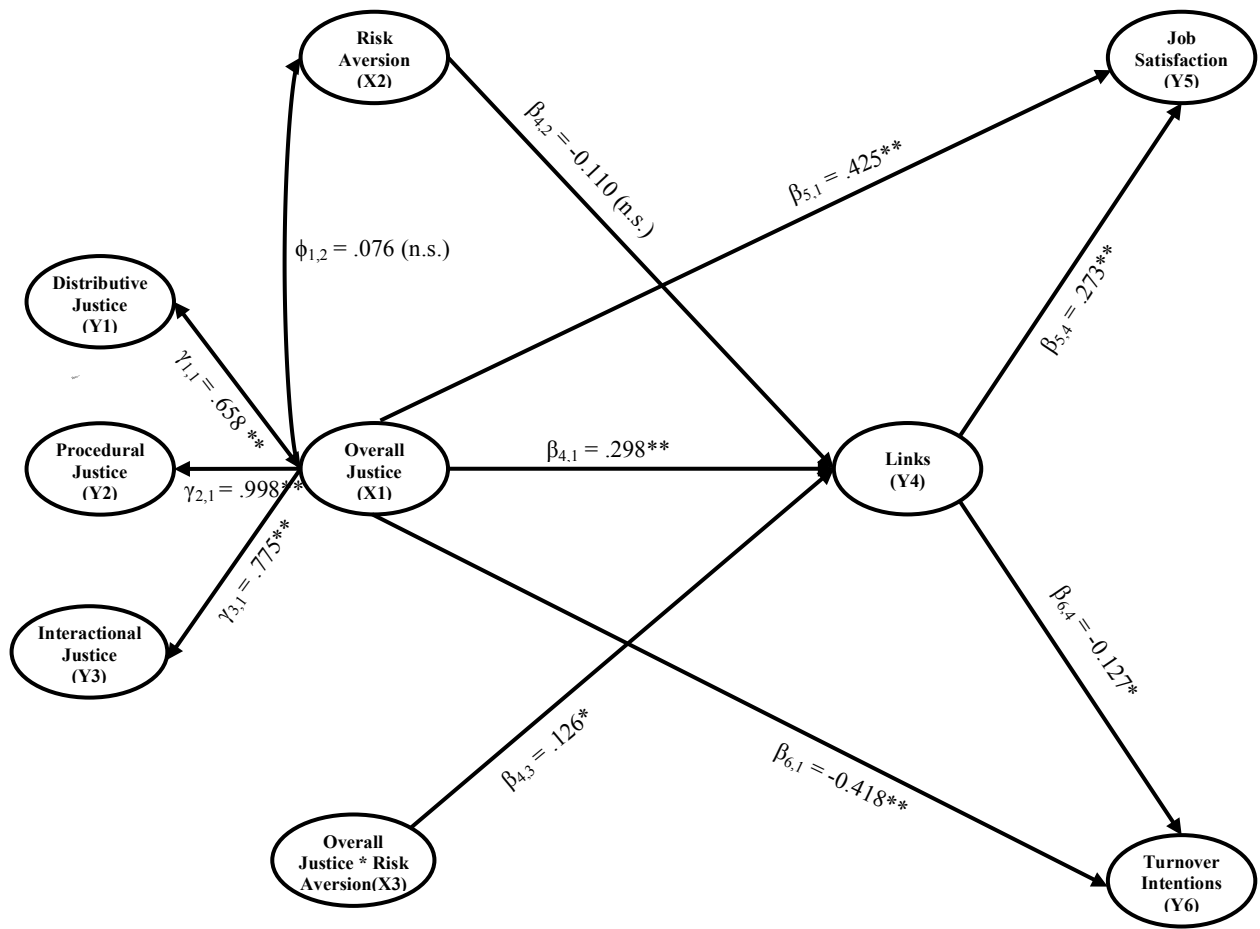 Risk
Aversion
(X2)
Job
Satisfaction
(Y5)
β4,2 = -0.110 (n.s.)
β5,1 = .425**
ϕ1,2 = .076 (n.s.)
β5,4 = .273**
Distributive
Justice
(Y1)
γ1,1 = .658 **
Procedural
Justice
(Y2)
γ2,1 = .998**
Overall
Justice
(X1)
β4,1 = .298**
Links
(Y4)
γ3,1 = .775**
Interactional
Justice
(Y3)
β6,4 = -0.127*
β4,3 = .126*
β6,1 = -0.418**
Overall
Justice * Risk
Aversion(X3)
Turnover
Intentions
(Y6)